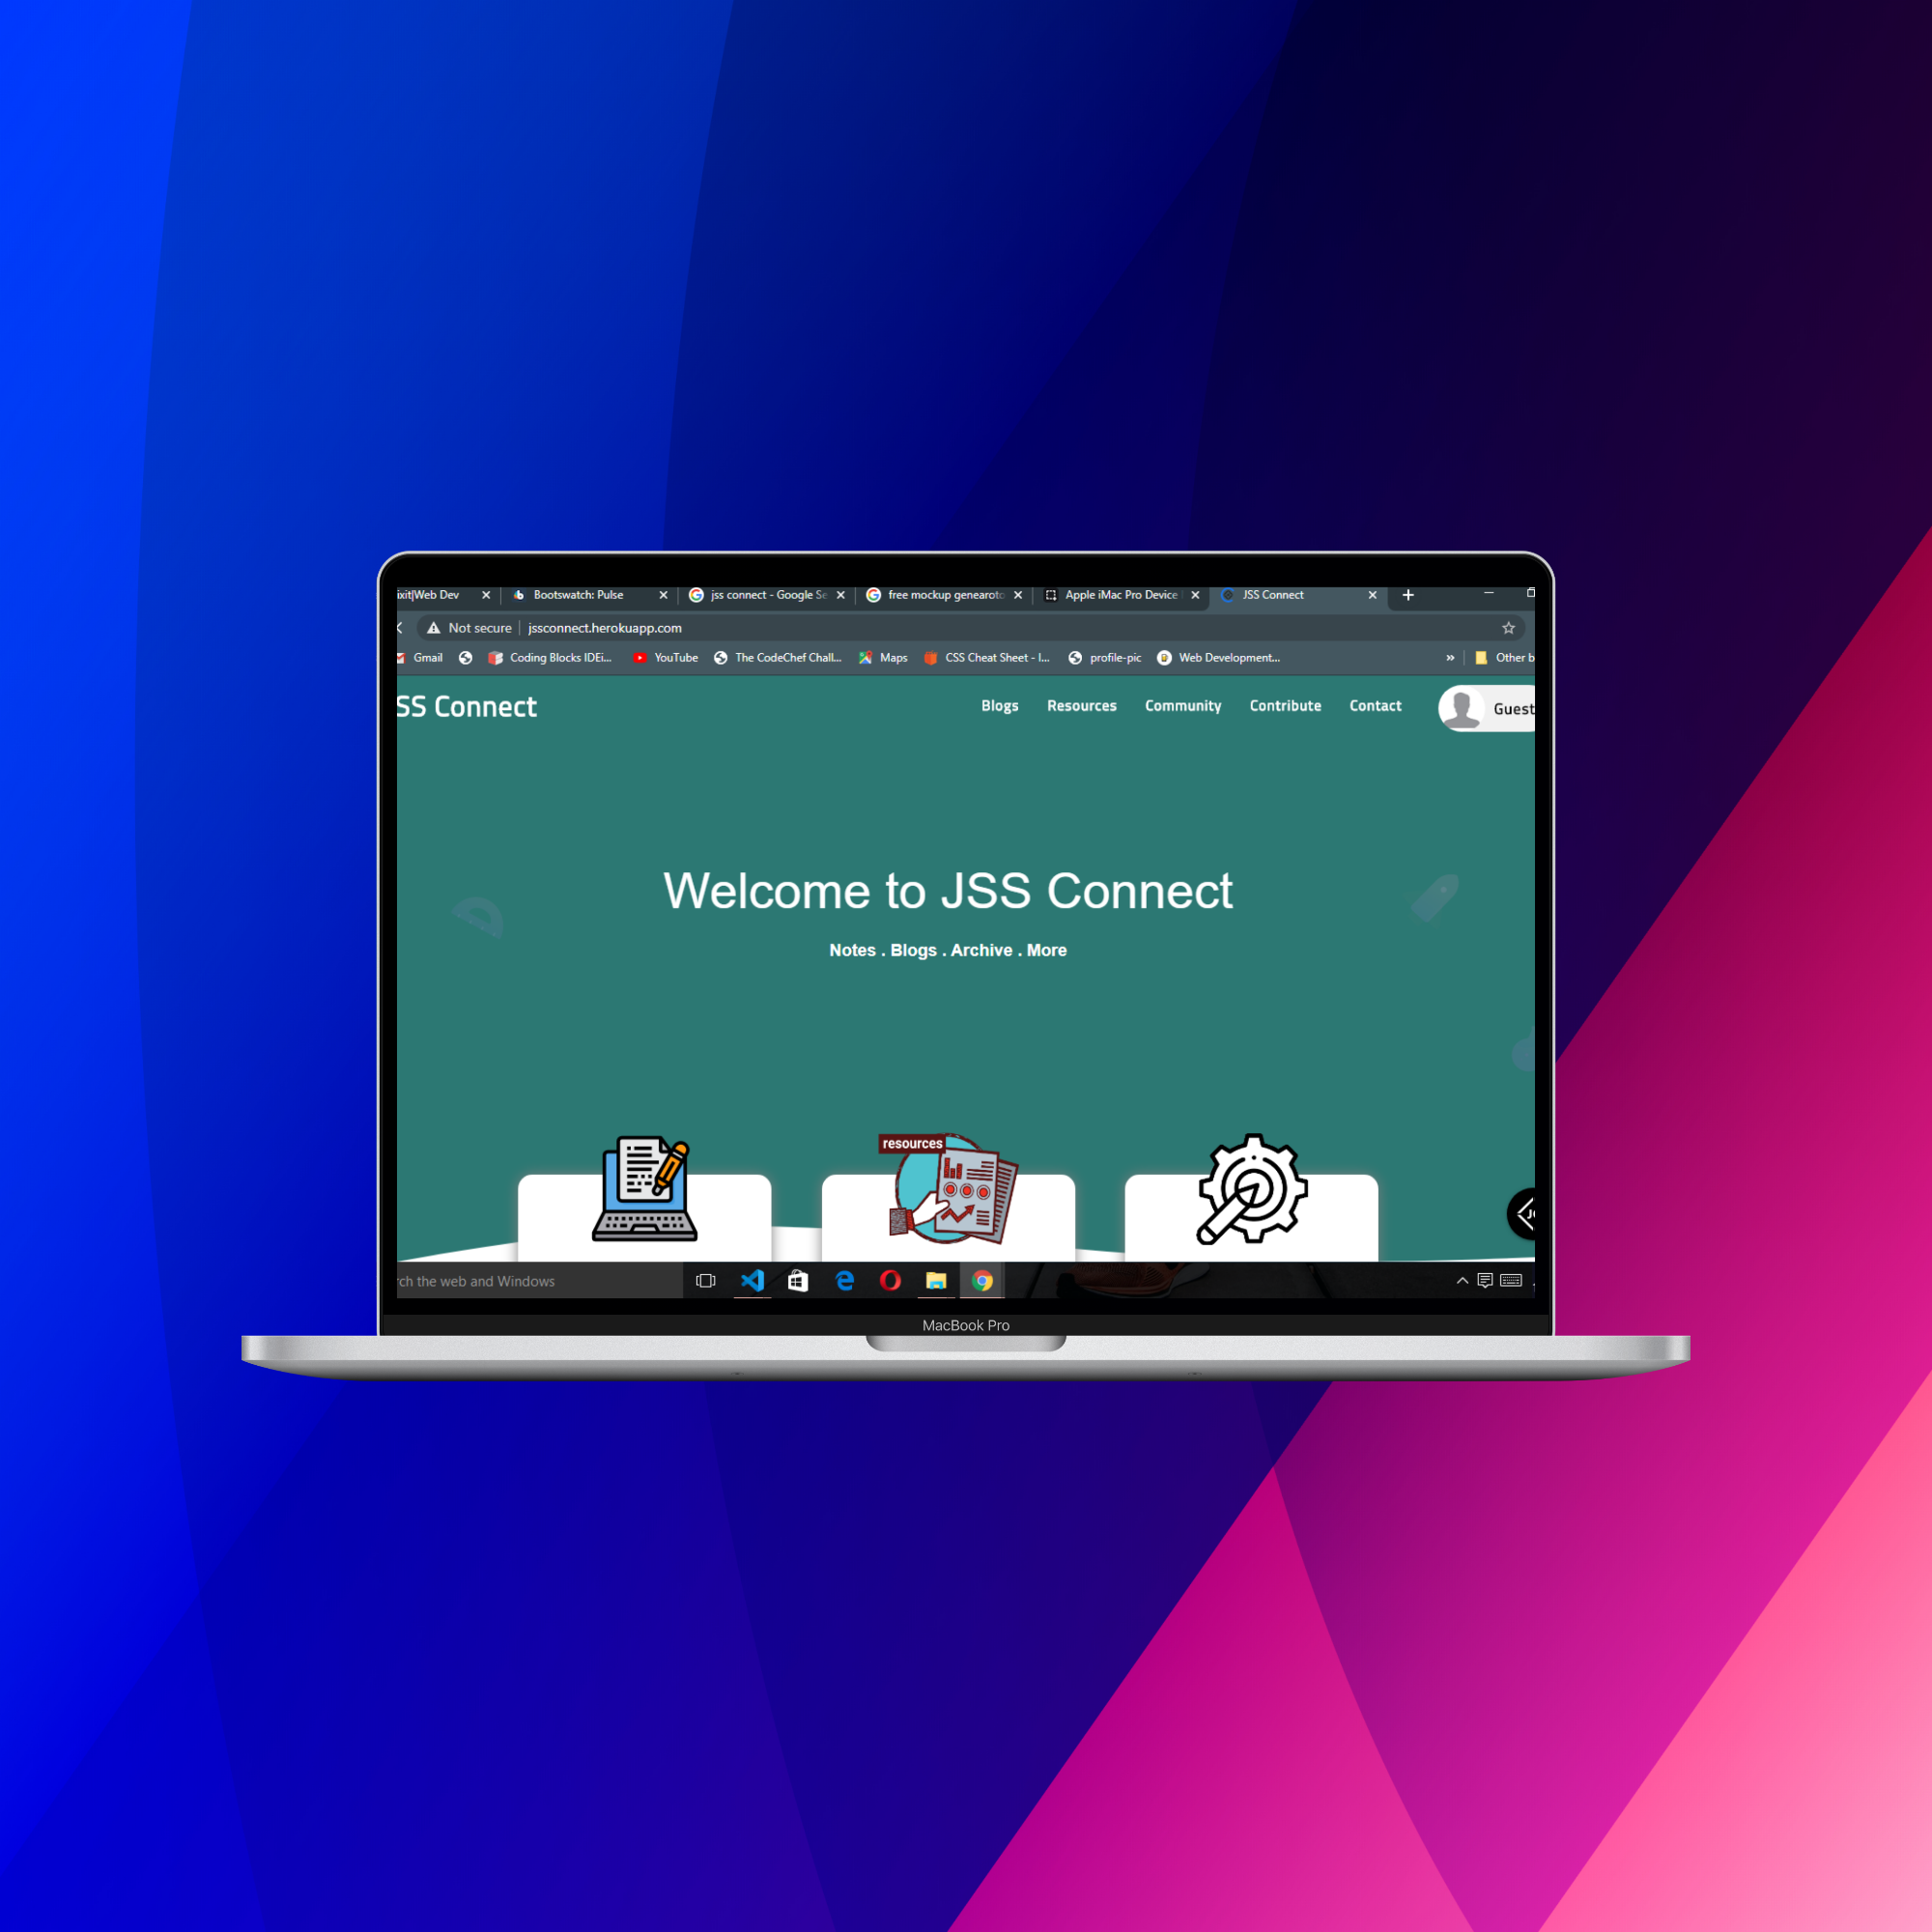 ixit|Web Dev Bootswatch: Pulse jss connect - Google Se free mockup genearato Apple iMac Pro Device JSS Connect
Not secure jssconnect.herokuapp.com
Gmail Coding Blocks IDEi... YouTube The CodeChef Chall... Maps CSS Cheat Sheet - I... profile-pic Web Development... » Other b
SS Connect Blogs Resources Community Contribute Contact Guest
Welcome to JSS Connect
Notes . Blogs . Archive . More
resources
rch the web and Windows
MacBook Pro